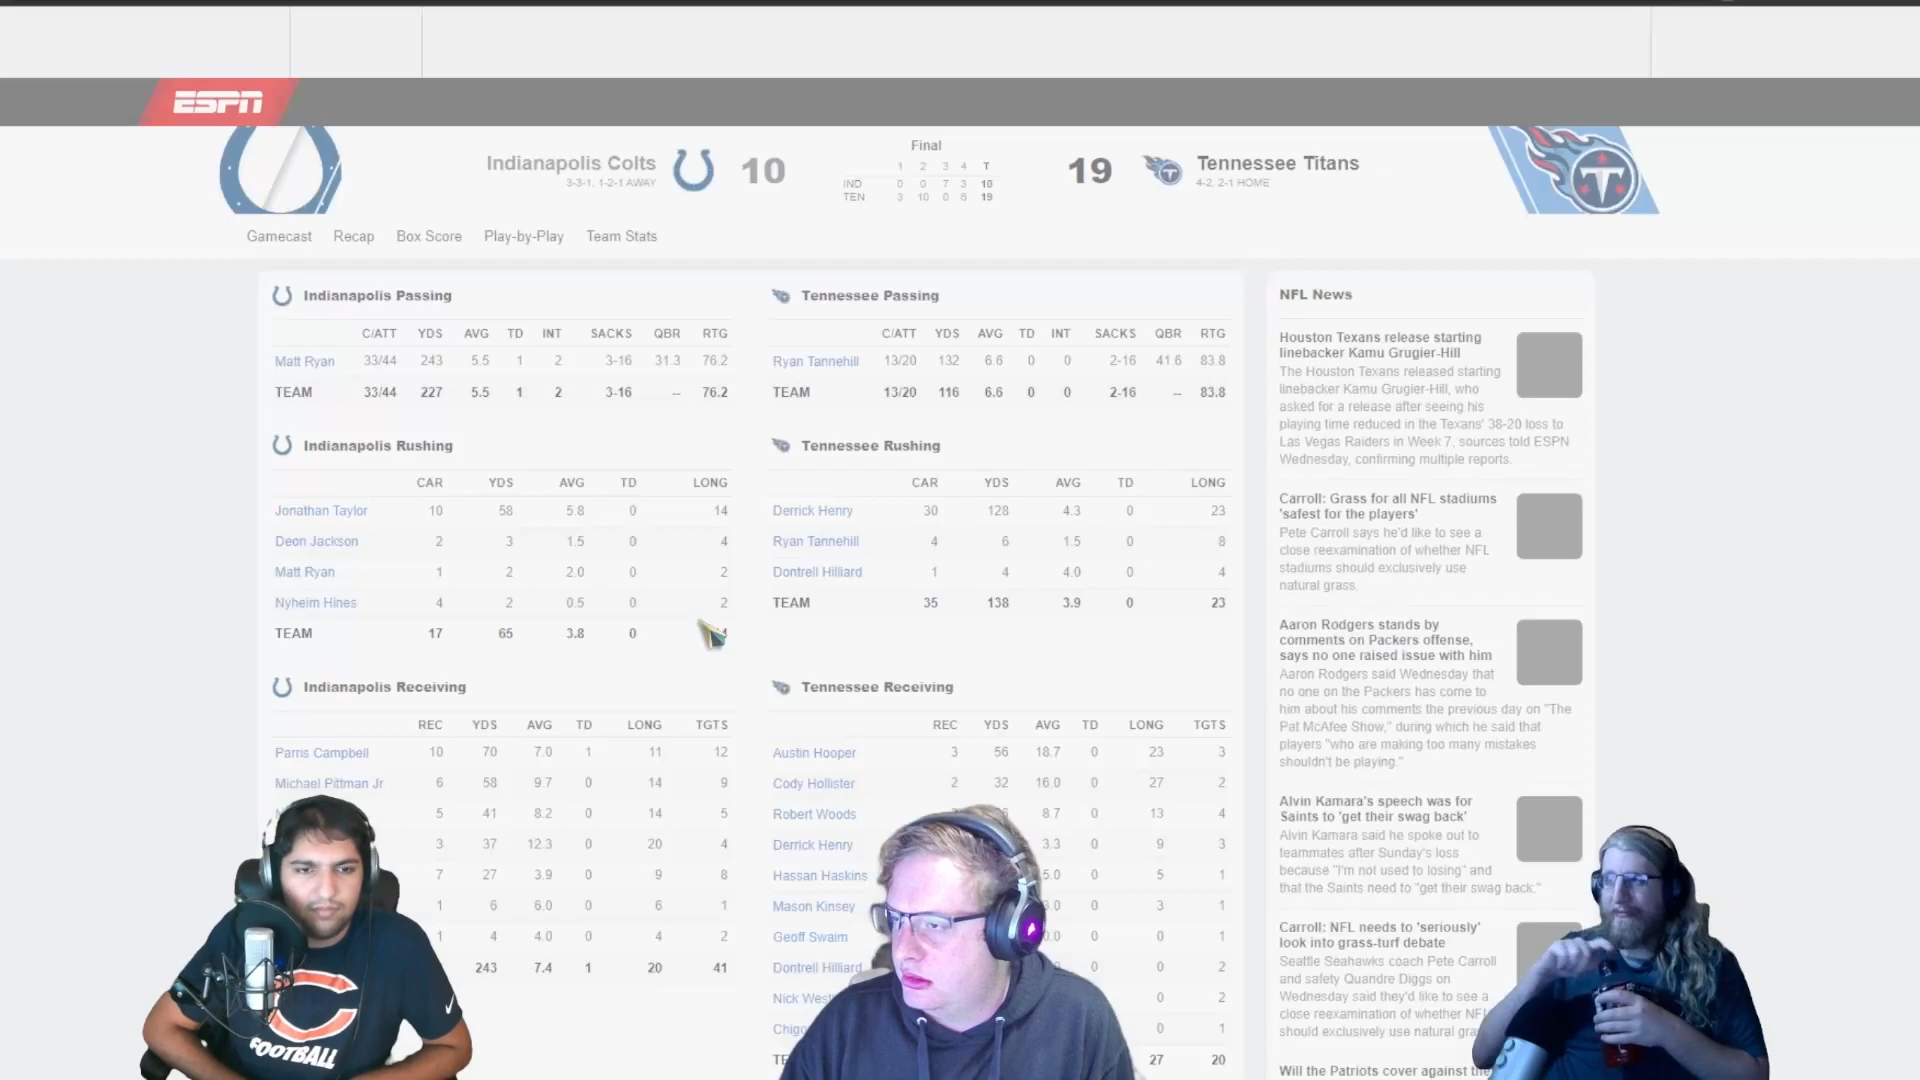 ESPN
Indianapolis Colts
3-3-1, 1-2-1 AWAY
10
Final
1 2 3 4 T
IND 0 0 7 3 10
TEN 3 10 0 6 19
19
Tennessee Titans
4-2, 2-1 HOME
Gamecast Recap Box Score Play-by-Play Team Stats
Indianapolis Passing
C/ATT YDS AVG TD INT SACKS QBR RTG
Matt Ryan 33/44 243 5.5 1 2 3-16 31.3 76.2
TEAM 33/44 227 5.5 1 2 3-16 -- 76.2
Tennessee Passing
C/ATT YDS AVG TD INT SACKS QBR RTG
Ryan Tannehill 13/20 132 6.6 0 0 2-16 41.6 83.8
TEAM 13/20 116 6.6 0 0 2-16 -- 83.8
Indianapolis Rushing
CAR YDS AVG TD LONG
Jonathan Taylor 10 58 5.8 0 14
Deon Jackson 2 3 1.5 0 4
Matt Ryan 1 2 2.0 0 2
Nyheim Hines 4 2 0.5 0 2
TEAM 17 65 3.8 0
Tennessee Rushing
CAR YDS AVG TD LONG
Derrick Henry 30 128 4.3 0 23
Ryan Tannehill 4 6 1.5 0 8
Dontrell Hilliard 1 4 4.0 0 4
TEAM 35 138 3.9 0 23
Indianapolis Receiving
REC YDS AVG TD LONG TGTS
Parris Campbell 10 70 7.0 1 11 12
Michael Pittman Jr. 6 58 9.7 0 14 9
5 41 8.2 0 14 5
3 37 12.3 0 20 4
7 27 3.9 0 9 8
1 6 6.0 0 6 1
1 4 4.0 0 4 2
243 7.4 1 20 41
Tennessee Receiving
REC YDS AVG TD LONG TGTS
Austin Hooper 3 56 18.7 0 23 3
Cody Hollister 2 32 16.0 0 27 2
Robert Woods 8.7 0 13 4
Derrick Henry 3.3 0 9 3
Hassan Haskins 5.0 0 5 1
Mason Kinsey 0 3 1
Geoff Swaim 0 0 1
Dontrell Hilliard 0 0 2
Nick 0 2
0 1
27 20
NFL News
Houston Texans release starting
linebacker Kamu Grugier-Hill
The Houston Texans released starting
linebacker Kamu Grugier-Hill, who
asked for a release after seeing his
playing time reduced in the Texans' 38-20 loss to
Las Vegas Raiders in Week 7, sources told ESPN
Wednesday, confirming multiple reports.
Carroll: Grass for all NFL stadiums
'safest for the players'
Pete Carroll says he'd like to see a
close reexamination of whether NFL
stadiums should exclusively use
natural grass.
Aaron Rodgers stands by
comments on Packers offense,
says no one raised issue with him
Aaron Rodgers said Wednesday that
no one on the Packers has come to
him about his comments the previous day on "The
Pat McAfee Show," during which he said that
players "who are making too many mistakes
shouldn't be playing."
Alvin Kamara's speech was for
Saints to 'get their swag back'
Alvin Kamara said he spoke out to
teammates after Sunday's loss
because "I'm not used to losing" and
that the Saints need to "get their swag back."
Carroll: NFL needs to 'seriously'
look into grass-turf debate
Seattle Seahawks coach Pete Carroll
and safety Quandre Diggs on
Wednesday said they'd like to see a
close reexamination of whether NFL
should exclusively use natural
Will the Patriots cover against the
FOOTBALL